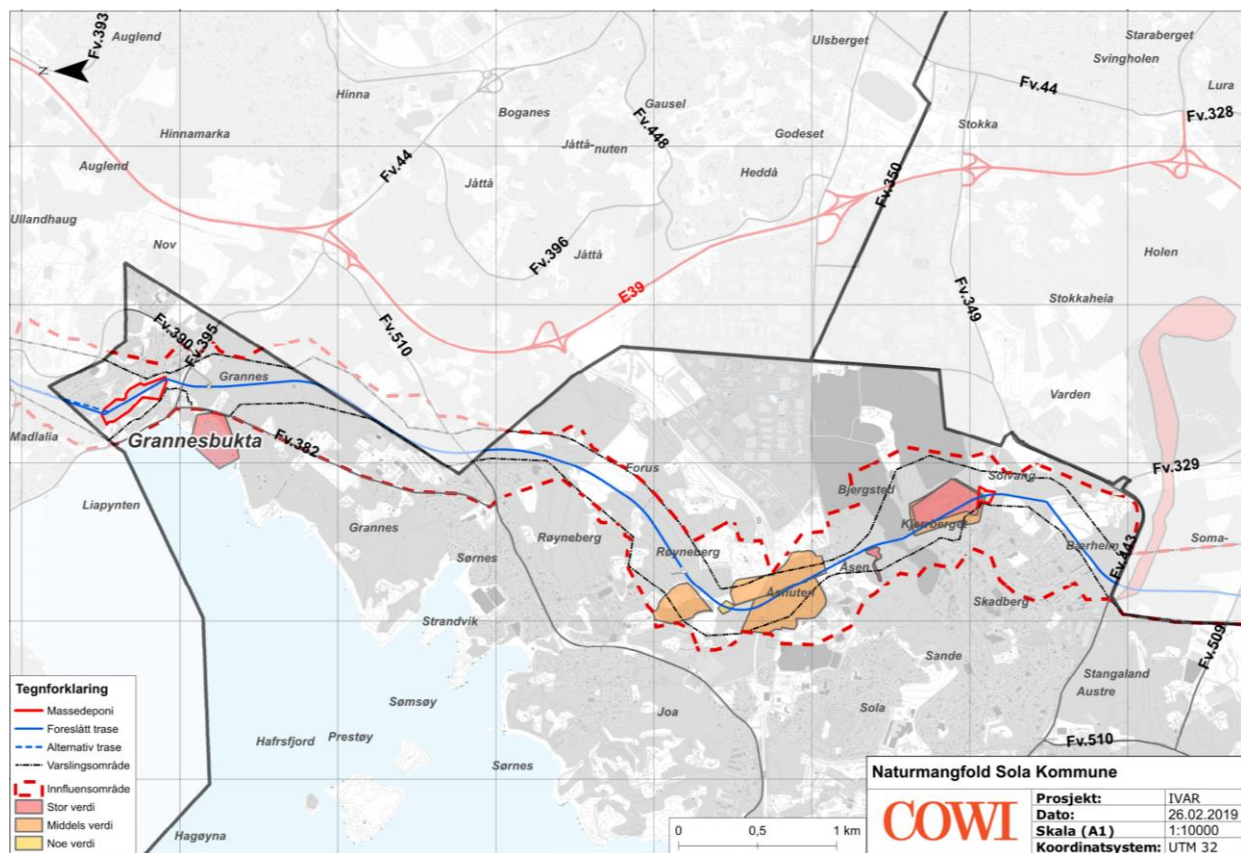 Fv.393
Auglend
Ulsberget
Staraberget
Svingholen
N
Fv.44
Lura
Hinna
Boganes
Gausel
Fv.448
Stokka
Fv.328
Hinnamarka
Jåttå-
nuten
Godeset
Auglend
Fv.44
Jåttå
Heddå
Fv.350
Ullandhaug
Nov
Fv.396
Jåttå
Holen
E39
Fv.349
Stokkaheia
Fv.390
Fv.395
Fv.510
Grannes
Varden
Madlalia
Grannesbukta
Fv.382
Forus
Solvang
Fv.329
Bjergsted
Liapynten
Kjerrberget
Grannes
Røyneberg
Røyneberg
Bærheim
Soma-
Sørnes
Åsen
Fv.443
Åsnuten
Skadberg
Strandvik
Sande
Fv.509
Stangaland
Austre
Sømsøy
Joa
Sola
Hafrsfjord
Prestøy
Fv.510
Sørnes
Hagøyna
Tegnforklaring
Massedeponi
Foreslått trase
Alternativ trase
Varslingsområde
Innfluensområde
Stor verdi
Middels verdi
Noe verdi
0 0,5 1 km
Naturmangfold Sola Kommune
COWI
Prosjekt: IVAR
Dato: 26.02.2019
Skala (A1) 1:10000
Koordinatsystem: UTM 32